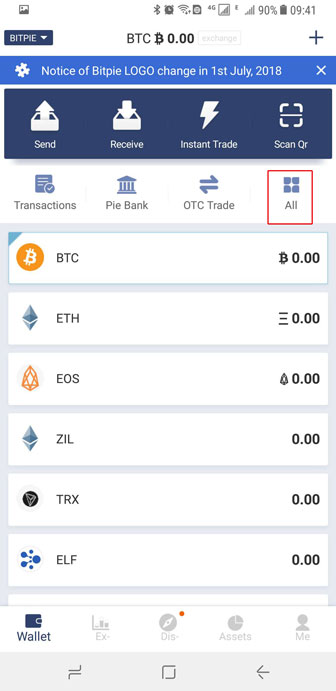 4G 90% 09:41
BITPIE BTC ₿ 0.00 exchange
Notice of Bitpie LOGO change in 1st July, 2018
Send Receive Instant Trade Scan Qr
Transactions Pie Bank OTC Trade All
BTC ₿ 0.00
ETH Ξ 0.00
EOS 0.00
ZIL 0.00
TRX 0.00
ELF 0.00
Wallet Ex- Dis- Assets Me